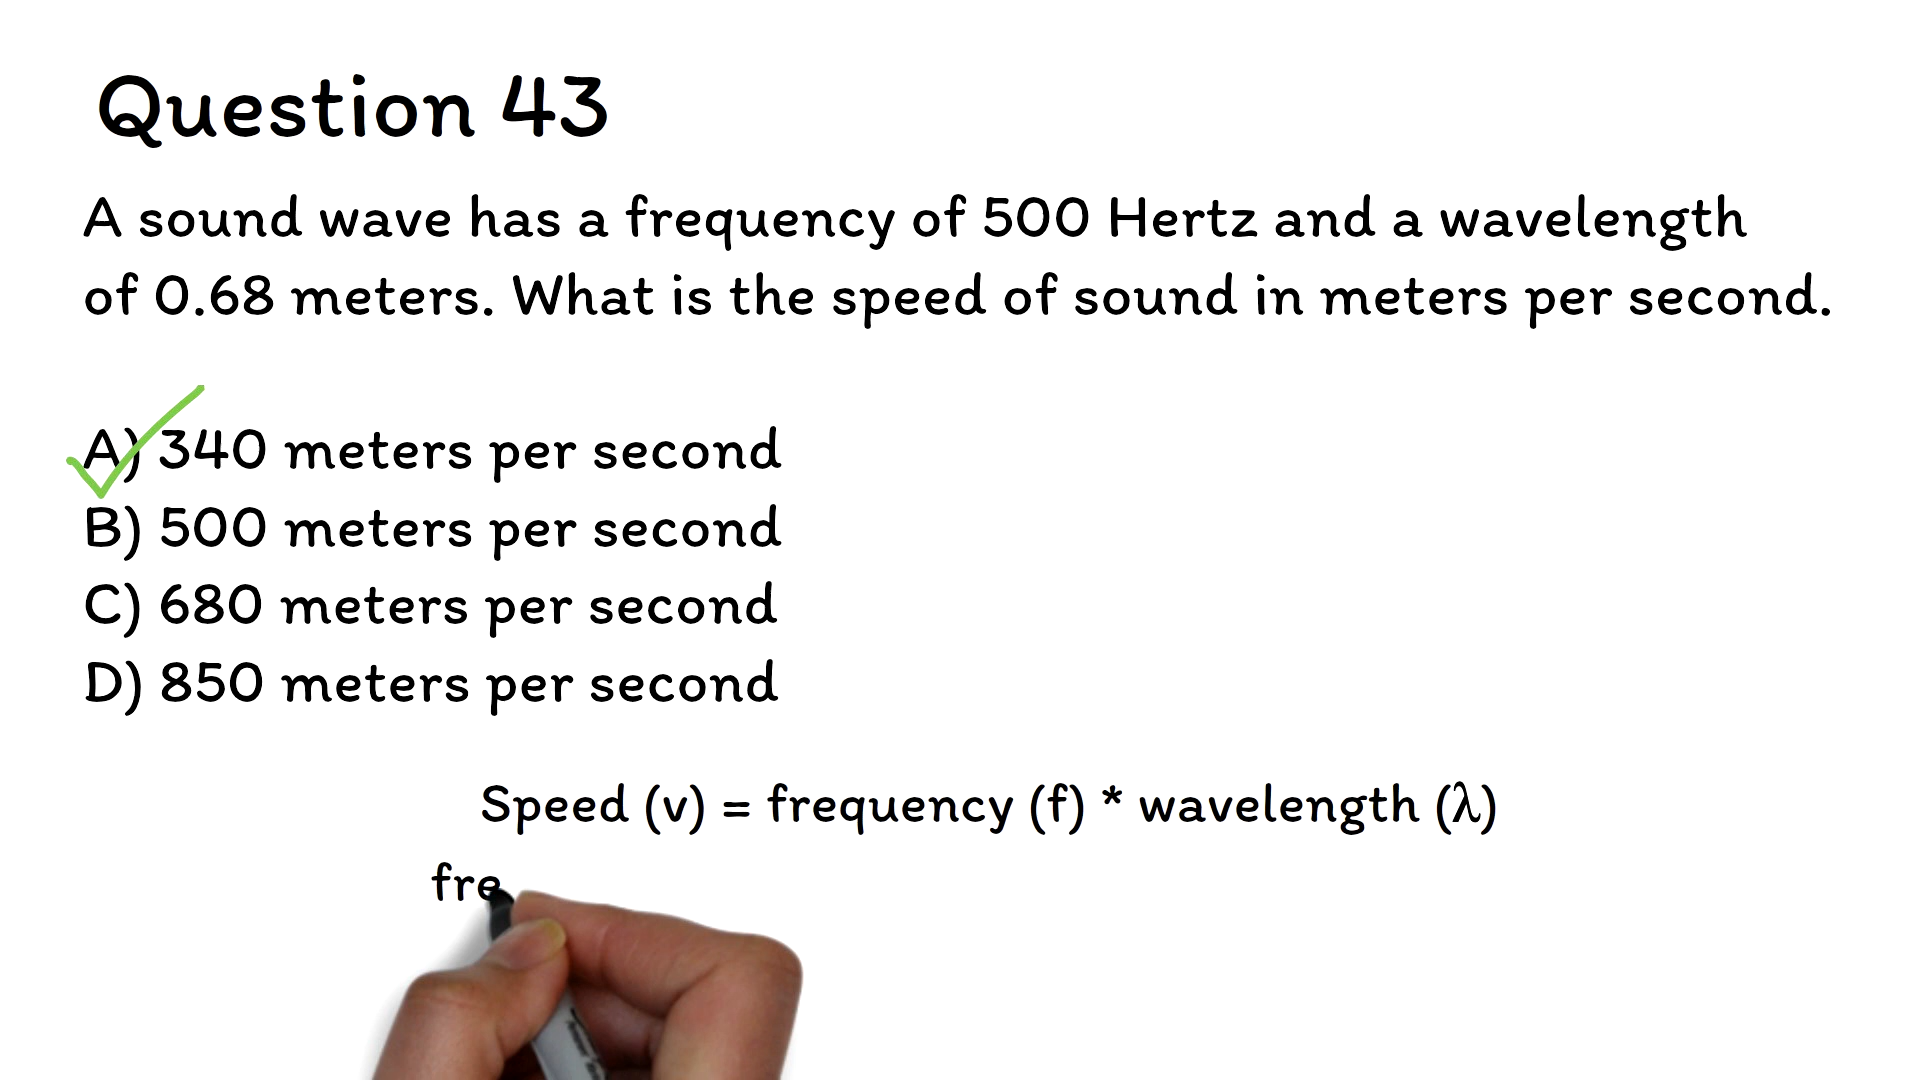 Question 43
A sound wave has a frequency of 500 Hertz and a wavelength
of 0.68 meters. What is the speed of sound in meters per second.
A) 340 meters per second
B) 500 meters per second
C) 680 meters per second
D) 850 meters per second
Speed (v) = frequency (f) * wavelength (λ)
fre